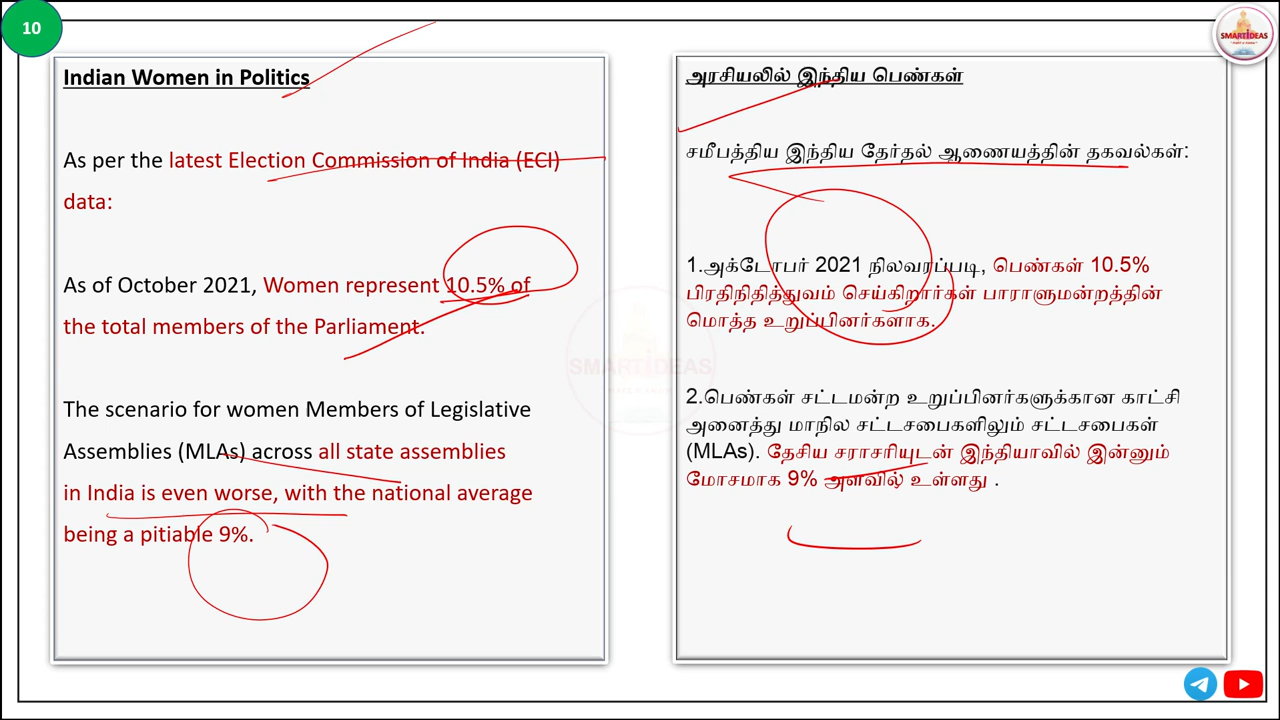 10
SMARTIDEAS
Indian Women in Politics
As per the latest Election Commission of India (ECI)
data:
As of October 2021, Women represent 10.5% of
the total members of the Parliament.
The scenario for women Members of Legislative
Assemblies (MLAs) across all state assemblies
in India is even worse, with the national average
being a pitiable 9%.
அரசியலில் இந்திய பெண்கள்
சமீபத்திய இந்திய தேர்தல் ஆணையத்தின் தகவல்கள்:
1.அக்டோபர் 2021 நிலவரப்படி, பெண்கள் 10.5%
பிரதிநிதித்துவம் செய்கிறார்கள் பாராளுமன்றத்தின்
மொத்த உறுப்பினர்களாக.
2.பெண்கள் சட்டமன்ற உறுப்பினர்களுக்கான காட்சி
அனைத்து மாநில சட்டசபைகளிலும் சட்டசபைகள்
(MLAs). தேசிய சராசரியுடன் இந்தியாவில் இன்னும்
மோசமாக 9% அளவில் உள்ளது .
SMARTIDEAS